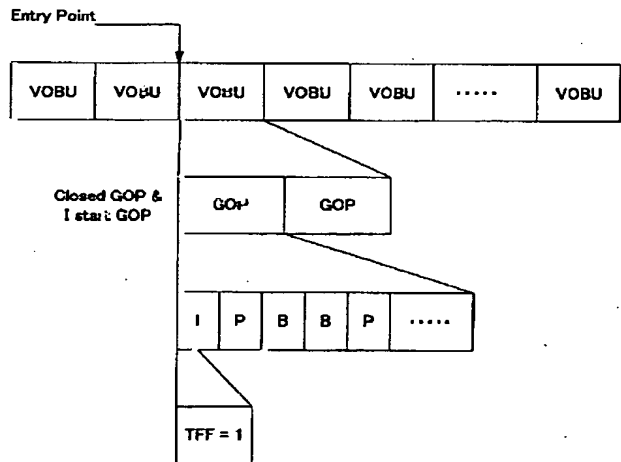 Entry Point
VOBU VOBU VOBU VOBU VOBU ..... VOBU
Closed GOP &
I start GOP
GOP GOP
I P B B P .....
TFF = 1